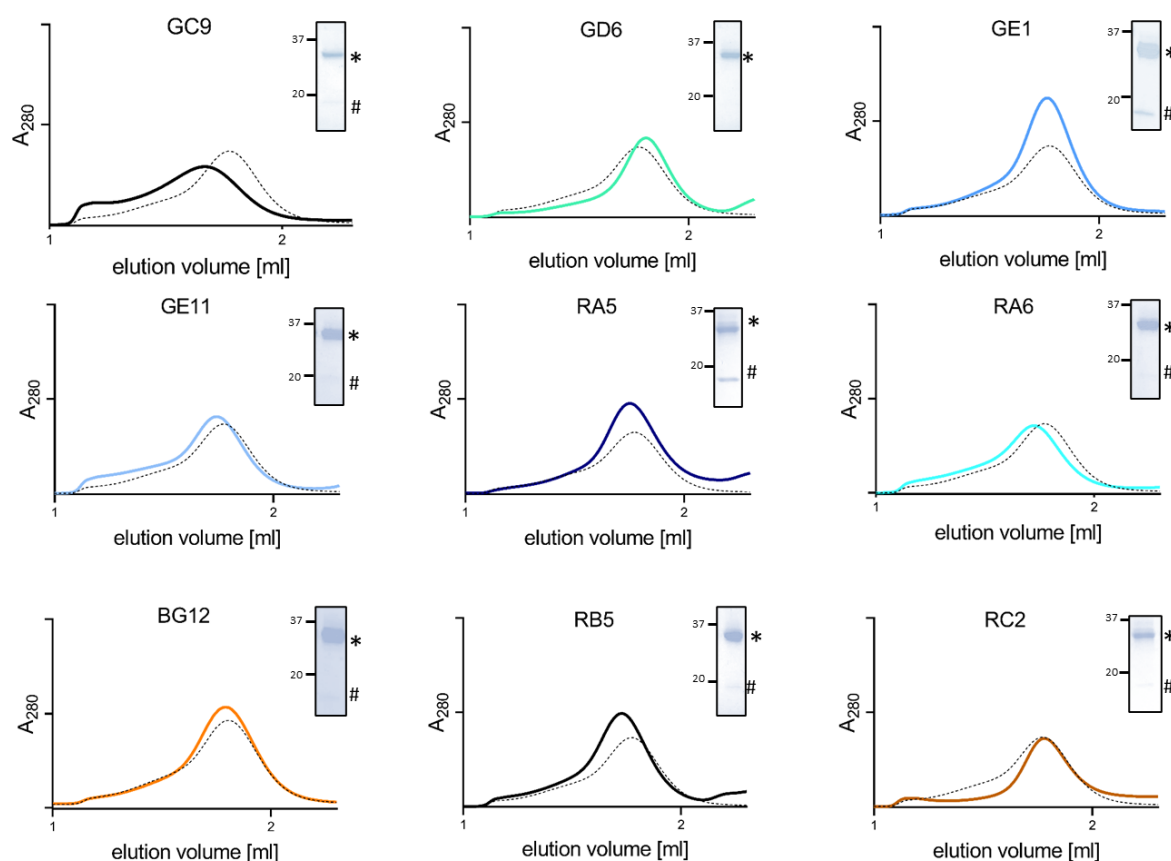 GC9
37
*
20
#
A280
1
2
elution volume [ml]
GD6
37
*
20
A280
1
2
elution volume [ml]
GE1
37
*
20
#
A280
1
2
elution volume [ml]
GE11
37
*
20
#
A280
1
2
elution volume [ml]
RA5
37
*
20
#
A280
1
2
elution volume [ml]
RA6
37
*
20
#
A280
1
2
elution volume [ml]
BG12
37
*
20
#
A280
1
2
elution volume [ml]
RB5
37
*
20
#
A280
1
2
elution volume [ml]
RC2
37
*
20
#
A280
1
2
elution volume [ml]